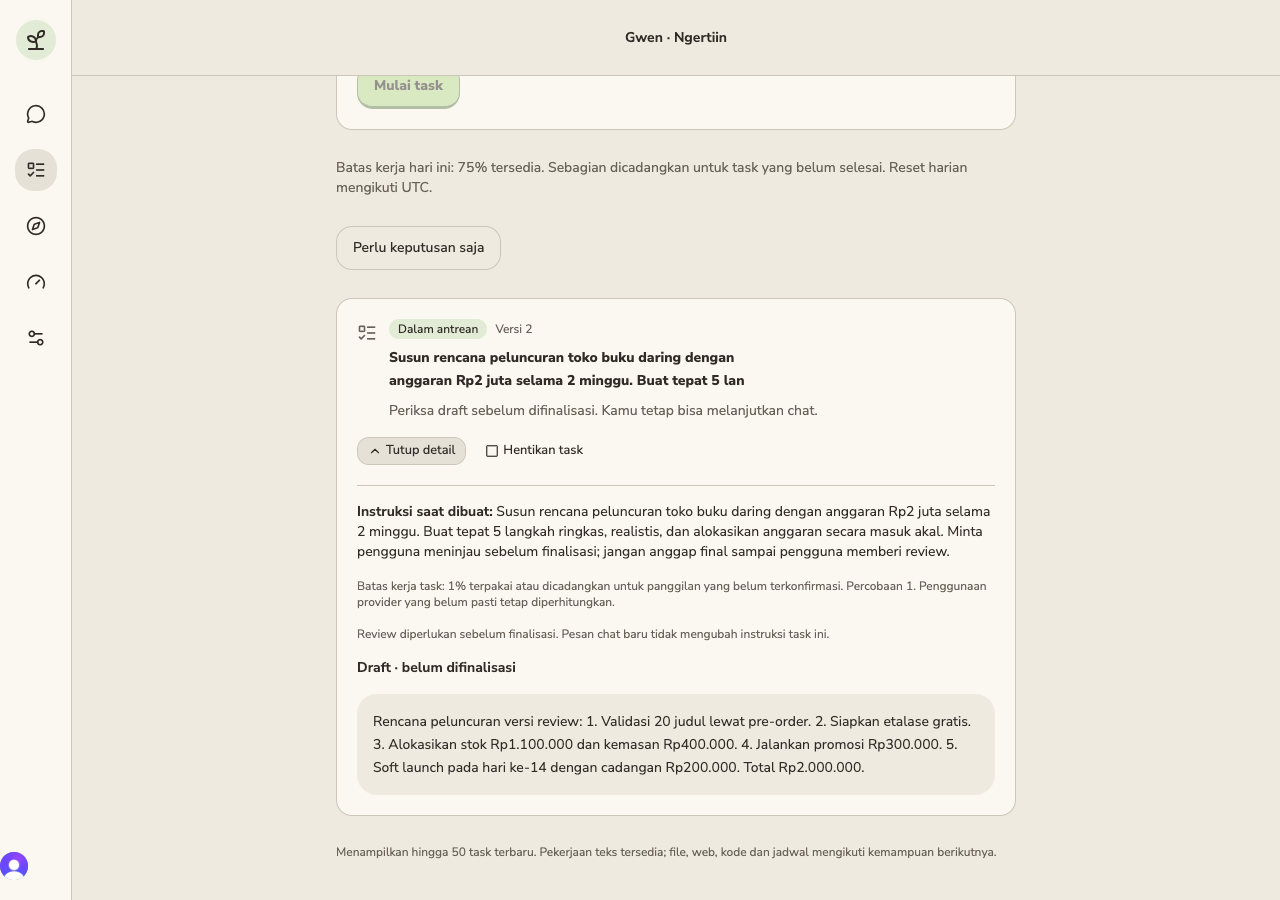 Gwen · Ngertiin
Mulai task
Batas kerja hari ini: 75% tersedia. Sebagian dicadangkan untuk task yang belum selesai. Reset harian
mengikuti UTC.
Perlu keputusan saja
Dalam antrean Versi 2
Susun rencana peluncuran toko buku daring dengan
anggaran Rp2 juta selama 2 minggu. Buat tepat 5 lan
Periksa draft sebelum difinalisasi. Kamu tetap bisa melanjutkan chat.
Tutup detail Hentikan task
Instruksi saat dibuat: Susun rencana peluncuran toko buku daring dengan anggaran Rp2 juta selama
2 minggu. Buat tepat 5 langkah ringkas, realistis, dan alokasikan anggaran secara masuk akal. Minta
pengguna meninjau sebelum finalisasi; jangan anggap final sampai pengguna memberi review.
Batas kerja task: 1% terpakai atau dicadangkan untuk panggilan yang belum terkonfirmasi. Percobaan 1. Penggunaan
provider yang belum pasti tetap diperhitungkan.
Review diperlukan sebelum finalisasi. Pesan chat baru tidak mengubah instruksi task ini.
Draft · belum difinalisasi
Rencana peluncuran versi review: 1. Validasi 20 judul lewat pre-order. 2. Siapkan etalase gratis.
3. Alokasikan stok Rp1.100.000 dan kemasan Rp400.000. 4. Jalankan promosi Rp300.000. 5.
Soft launch pada hari ke-14 dengan cadangan Rp200.000. Total Rp2.000.000.
Menampilkan hingga 50 task terbaru. Pekerjaan teks tersedia; file, web, kode dan jadwal mengikuti kemampuan berikutnya.